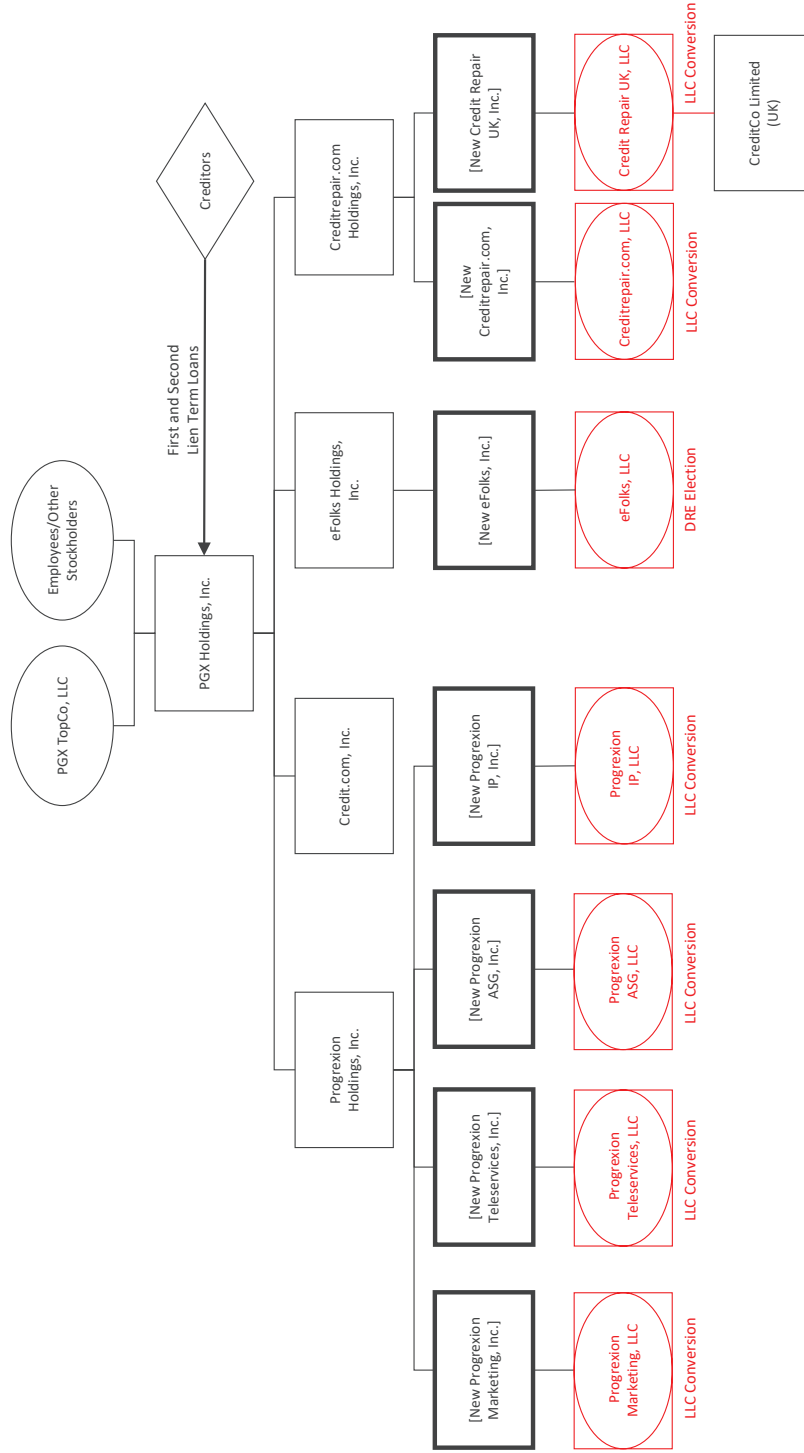 PGX TopCo, LLC
Employees/Other
Stockholders
PGX Holdings, Inc.
First and Second
Lien Term Loans
Creditors
Progrexion
Holdings, Inc.
Credit.com, Inc.
eFolks Holdings,
Inc.
Creditrepair.com
Holdings, Inc.
[New Progrexion
Marketing, Inc.]
[New Progrexion
Teleservices, Inc.]
[New Progrexion
ASG, Inc.]
[New Progrexion
IP, Inc.]
[New eFolks, Inc.]
[New
Creditrepair.com,
Inc.]
[New Credit Repair
UK, Inc.]
Progrexion
Marketing, LLC
Progrexion
Teleservices, LLC
Progrexion
ASG, LLC
Progrexion
IP, LLC
eFolks, LLC
Creditrepair.com, LLC
Credit Repair UK, LLC
LLC Conversion
LLC Conversion
LLC Conversion
LLC Conversion
DRE Election
LLC Conversion
LLC Conversion
CreditCo Limited
(UK)